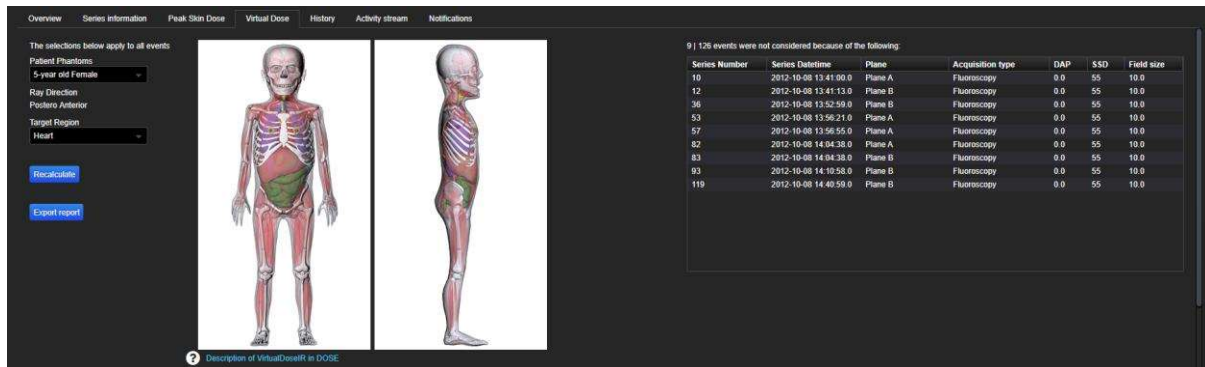 Overview Series information Peak Skin Dose Virtual Dose History Activity stream Notifications
The selections below apply to all events
Patient Phantoms
5-year old Female
Ray Direction
Postero Anterior
Target Region
Heart
Recalculate
Export report
? Description of VirtualDoseIR in DOSE
9 | 126 events were not considered because of the following:
Series Number Series Datetime Plane Acquisition type DAP SSD Field size
10 2012-10-08 13:41:00.0 Plane A Fluoroscopy 0.0 55 10.0
12 2012-10-08 13:41:13.0 Plane B Fluoroscopy 0.0 55 10.0
36 2012-10-08 13:52:59.0 Plane B Fluoroscopy 0.0 55 10.0
53 2012-10-08 13:56:21.0 Plane A Fluoroscopy 0.0 55 10.0
57 2012-10-08 13:56:55.0 Plane A Fluoroscopy 0.0 55 10.0
82 2012-10-08 14:04:38.0 Plane A Fluoroscopy 0.0 55 10.0
83 2012-10-08 14:04:38.0 Plane B Fluoroscopy 0.0 55 10.0
93 2012-10-08 14:10:58.0 Plane B Fluoroscopy 0.0 55 10.0
119 2012-10-08 14:40:59.0 Plane B Fluoroscopy 0.0 55 10.0